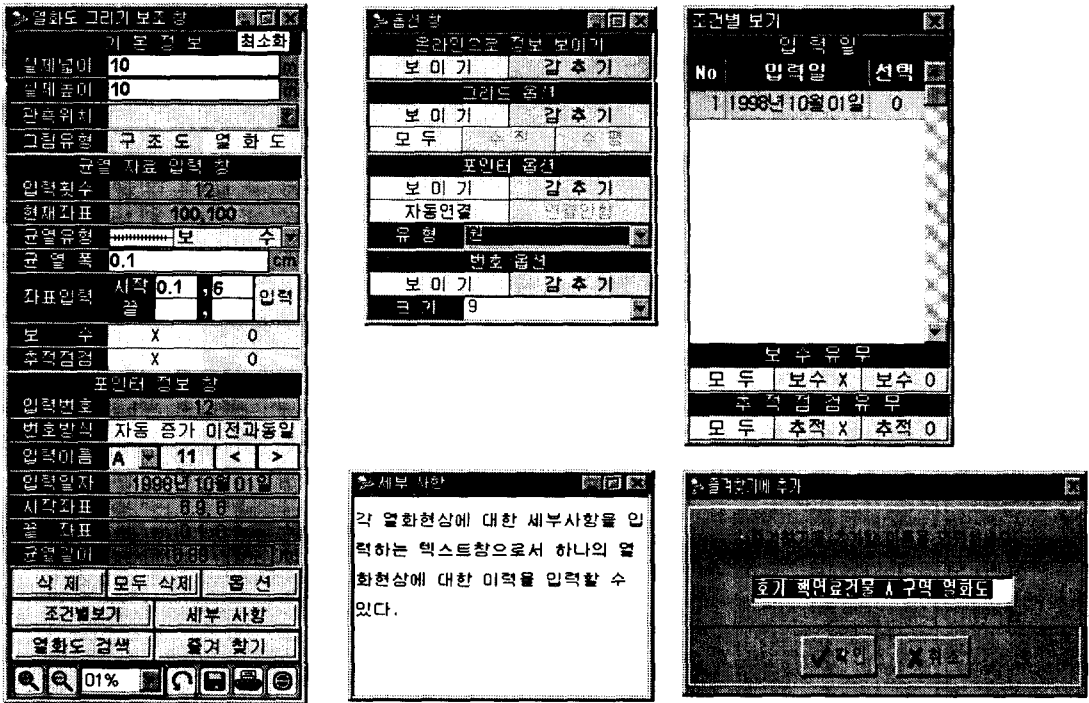 열화도 그리기 보조 창
기 본 정 보 최소화
실제넓이 10 m
실제높이 10 m
관측위치
그림유형 구 조 도 열 화 도
균열 자료 입력 창
입력횟수 12
현재좌표 100,100
균열유형 보 수
균 열 폭 0.1 cm
좌표입력 시작 0.1 , 6 입력
끝 ,
보 수 X 0
추적점검 X 0
포인터 정보 창
입력번호 12
번호방식 자동 증가 이전과동일
입력이름 A 11 < >
입력일자 1998년 10월 01일
시작좌표
끝 좌표
균열길이 m
삭 제 모두 삭제 옵 션
조건별보기 세부 사항
열화도 검색 즐겨 찾기
01%
옵션 창
온라인으로 정보 보이기
보 이 기 감 추 기
그리드 옵션
보 이 기 감 추 기
모 두 수 직 수 평
포인터 옵션
보 이 기 감 추 기
자동연결 연결안함
유 형 원
번호 옵션
보 이 기 감 추 기
크 기 9
조건별 보기
입 력 일
No 입력일 선택
1 1998년10월01일 0
보 수 유 무
모 두 보수 X 보수 0
추 적 점 검 유 무
모 두 추적 X 추적 0
세부 사항
각 열화현상에 대한 세부사항을 입
력하는 텍스트창으로서 하나의 열
화현상에 대한 이력을 입력할 수
있다.
즐겨찾기에 추가
호기 핵연료건물 A 구역 열화도
확인 취소